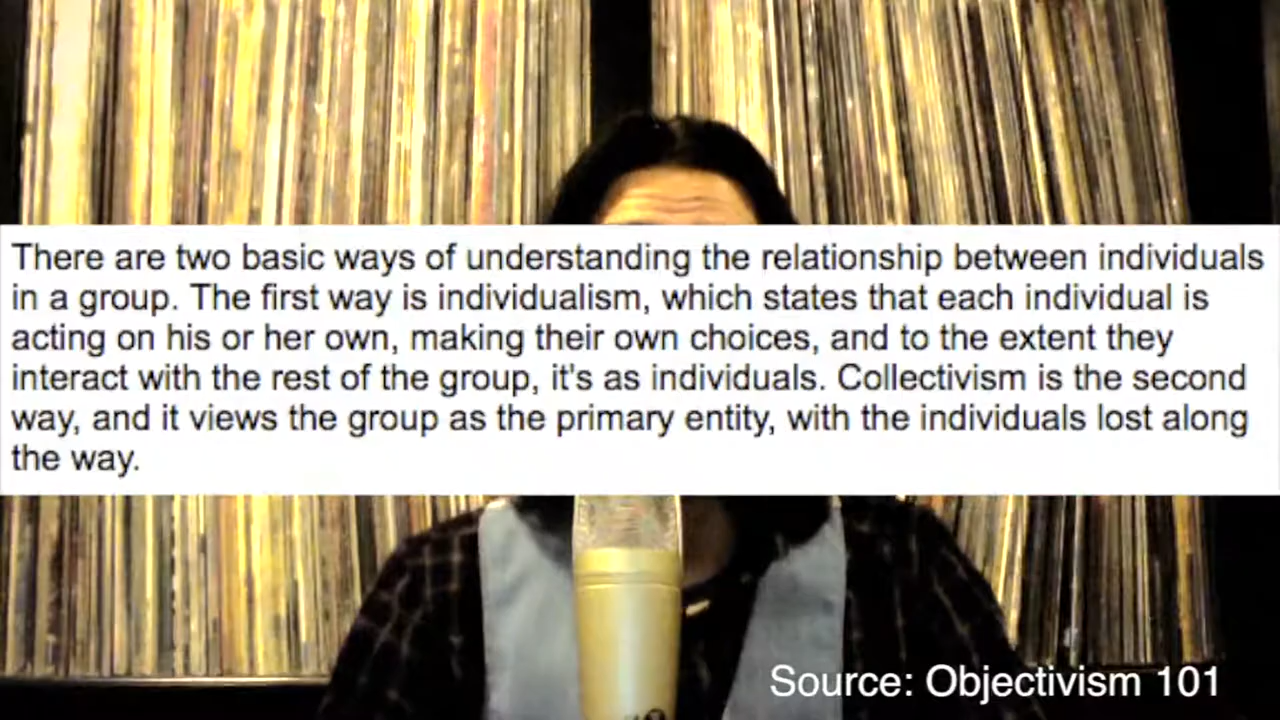 There are two basic ways of understanding the relationship between individuals
in a group. The first way is individualism, which states that each individual is
acting on his or her own, making their own choices, and to the extent they
interact with the rest of the group, it's as individuals. Collectivism is the second
way, and it views the group as the primary entity, with the individuals lost along
the way.
Source: Objectivism 101